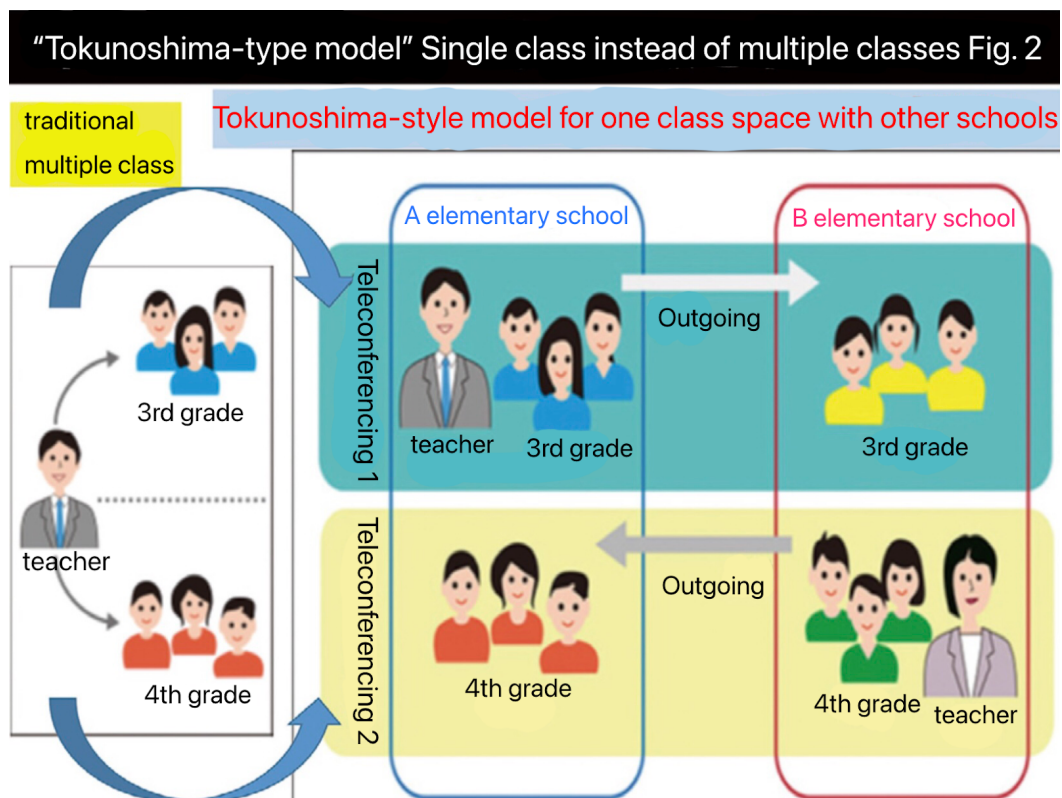 “Tokunoshima-type model” Single class instead of multiple classes Fig. 2
traditional
multiple class
Tokunoshima-style model for one class space with other schools
A elementary school
B elementary school
Teleconferencing 1
Outgoing
teacher
3rd grade
3rd grade
3rd grade
teacher
4th grade
Teleconferencing 2
Outgoing
4th grade
4th grade
teacher